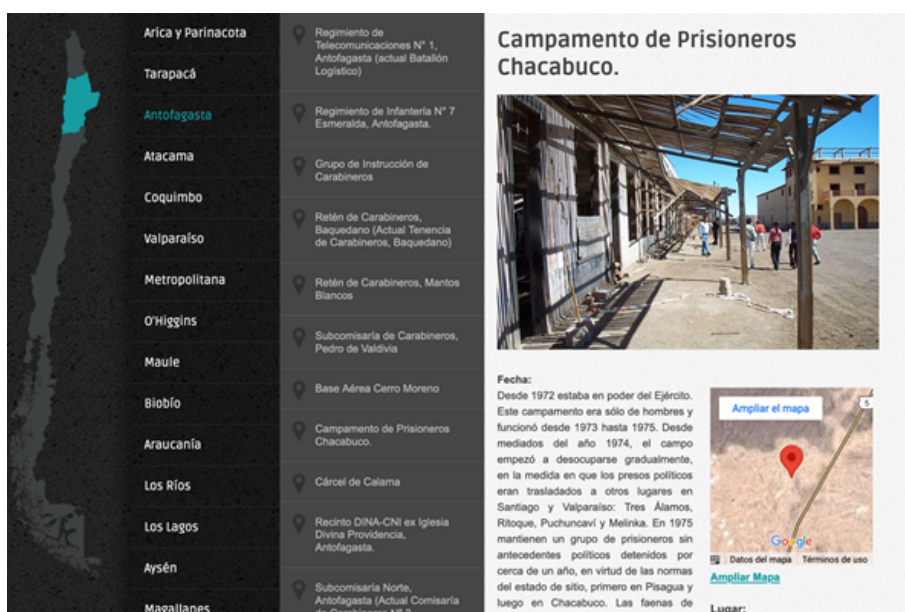 Arica y Parinacota
Tarapacá
Antofagasta
Atacama
Coquimbo
Valparaíso
Metropolitana
O'Higgins
Maule
Biobío
Araucanía
Los Ríos
Los Lagos
Aysén
Magallanes
Regimiento de
Telecomunicaciones N° 1,
Antofagasta (actual Batallón
Logístico)
Regimiento de Infantería N° 7
Esmeralda, Antofagasta.
Grupo de Instrucción de
Carabineros
Retén de Carabineros,
Baquedano (Actual Tenencia
de Carabineros, Baquedano)
Retén de Carabineros, Mantos
Blancos
Subcomisaría de Carabineros,
Pedro de Valdivia
Base Aérea Cerro Moreno
Campamento de Prisioneros
Chacabuco.
Cárcel de Calama
Recinto DINA-CNI ex Iglesia
Divina Providencia,
Antofagasta.
Subcomisaría Norte,
Antofagasta (Actual Comisaría
de Carabineros N° 2
Campamento de Prisioneros
Chacabuco.
Fecha:
Desde 1972 estaba en poder del Ejército.
Este campamento era sólo de hombres y
funcionó desde 1973 hasta 1975. Desde
mediados del año 1974, el campo
empezó a desocuparse gradualmente,
en la medida en que los presos políticos
eran trasladados a otros lugares en
Santiago y Valparaíso: Tres Álamos,
Ritoque, Puchuncaví y Melinka. En 1975
mantienen un grupo de prisioneros sin
antecedentes políticos detenidos por
cerca de un año, en virtud de las normas
del estado de sitio, primero en Pisagua y
luego en Chacabuco. Las faenas de
Ampliar el mapa
5
Google
Datos del mapa Términos de uso
Ampliar Mapa
Lugar: